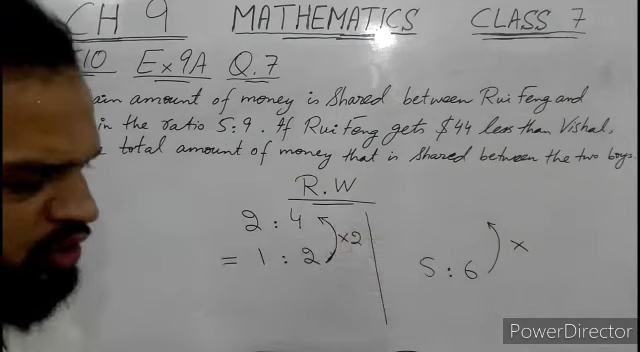 CH 9 MATHEMATICS CLASS 7
10 Ex 9A Q.7
ain amount of money is shared between Rui Feng and
in the ratio 5:9. If Rui Feng gets $44 less than Vishal,
total amount of money that is shared between the two boys.
R.W
2 : 4
= 1 : 2 ×2
5 : 6 ×
PowerDirector